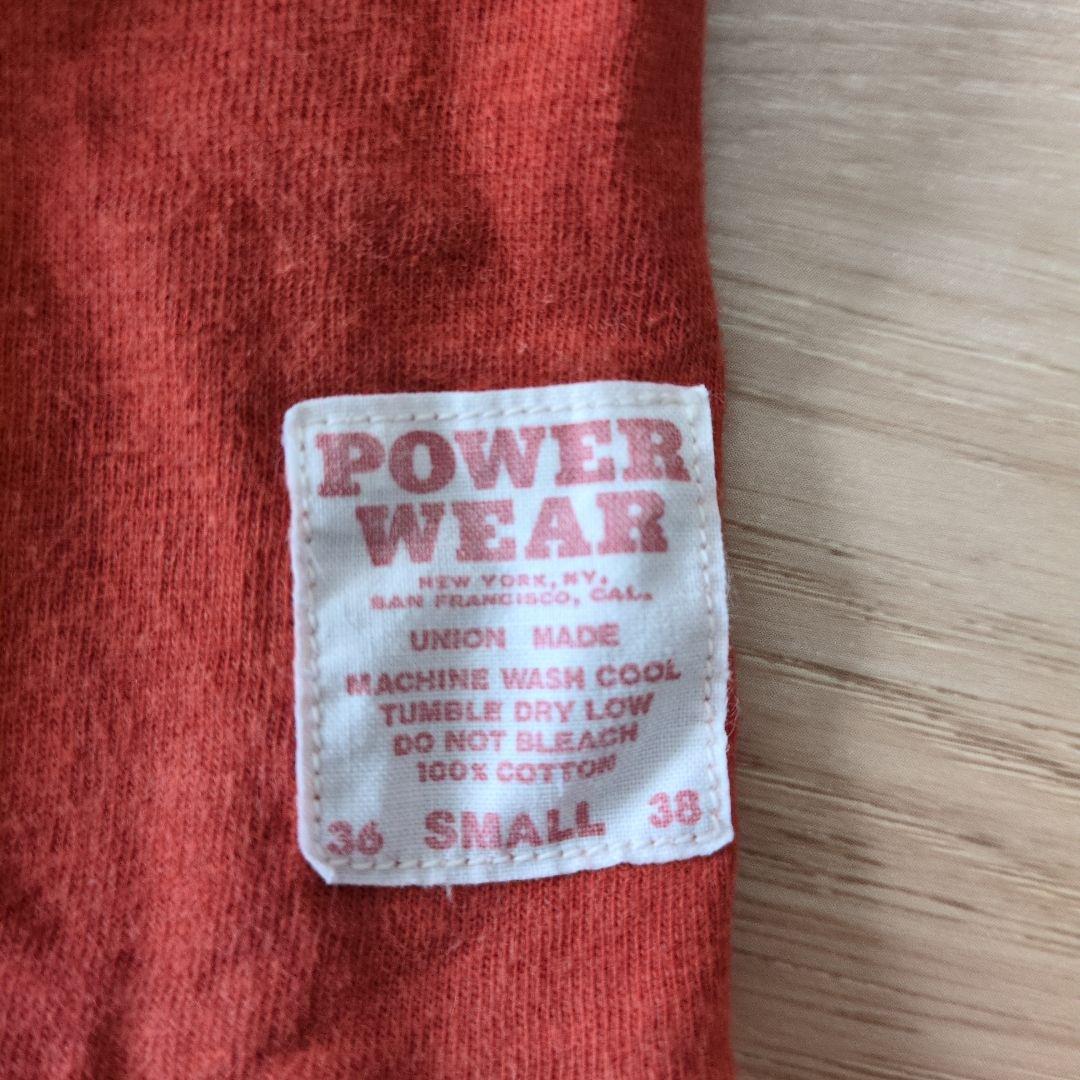 POWER
WEAR
NEW YORK, NY.
SAN FRANCISCO, CAL.
UNION MADE
MACHINE WASH COOL
TUMBLE DRY LOW
DO NOT BLEACH
100% COTTON
36 SMALL 38